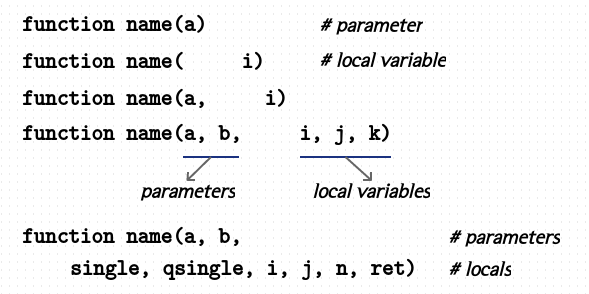 function name(a) # parameter
function name( i) # local variable
function name(a, i)
function name(a, b, i, j, k)
parameters local variables
function name(a, b, # parameters
single, qsingle, i, j, n, ret) # locals